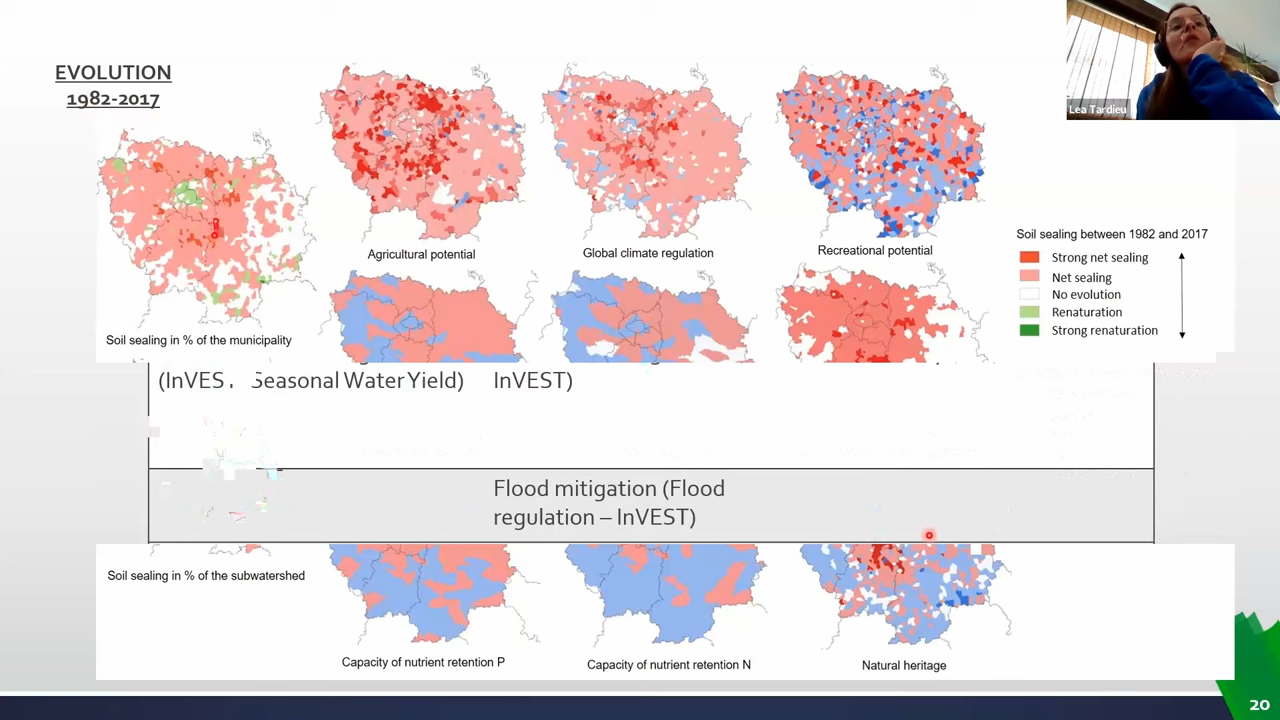 Lea Tardieu
EVOLUTION
1982-2017
Agricultural potential
Global climate regulation
Recreational potential
Soil sealing between 1982 and 2017
Strong net sealing
Net sealing
No evolution
Renaturation
Strong renaturation
Soil sealing in % of the municipality
Seasonal Water Yield) InVEST)
Flood mitigation (Flood
regulation – InVEST)
Soil sealing in % of the subwatershed
Capacity of nutrient retention P
Capacity of nutrient retention N
Natural heritage
20